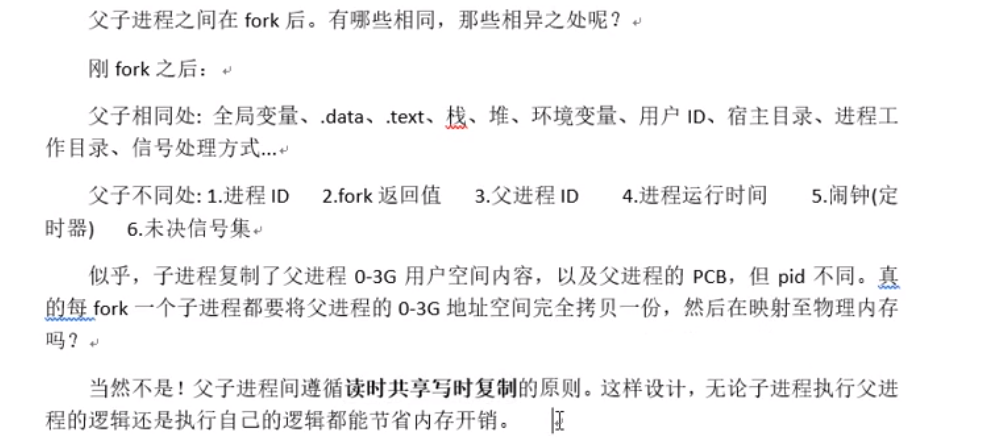 父子进程之间在 fork 后。有哪些相同，那些相异之处呢？
刚 fork 之后：
父子相同处: 全局变量、.data、.text、栈、堆、环境变量、用户 ID、宿主目录、进程工
作目录、信号处理方式...
父子不同处: 1.进程 ID 2.fork 返回值 3.父进程 ID 4.进程运行时间 5.闹钟(定
时器) 6.未决信号集
似乎，子进程复制了父进程 0-3G 用户空间内容，以及父进程的 PCB，但 pid 不同。真
的每 fork 一个子进程都要将父进程的 0-3G 地址空间完全拷贝一份，然后在映射至物理内存
吗？
当然不是！父子进程间遵循读时共享写时复制的原则。这样设计，无论子进程执行父进
程的逻辑还是执行自己的逻辑都能节省内存开销。